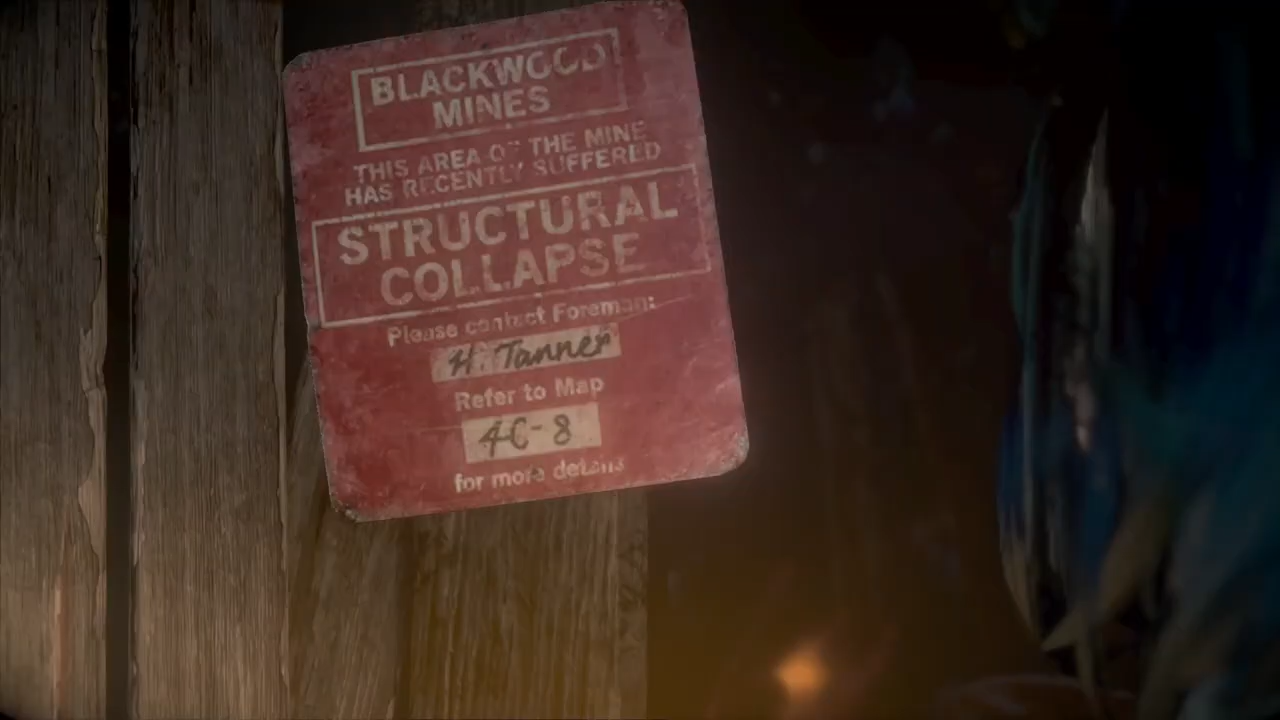 BLACKWOOD
MINES
THIS AREA OF THE MINE
HAS RECENTLY SUFFERED
STRUCTURAL
COLLAPSE
Please contact Foreman:
H. Tanner
Refer to Map
4C-8
for more details